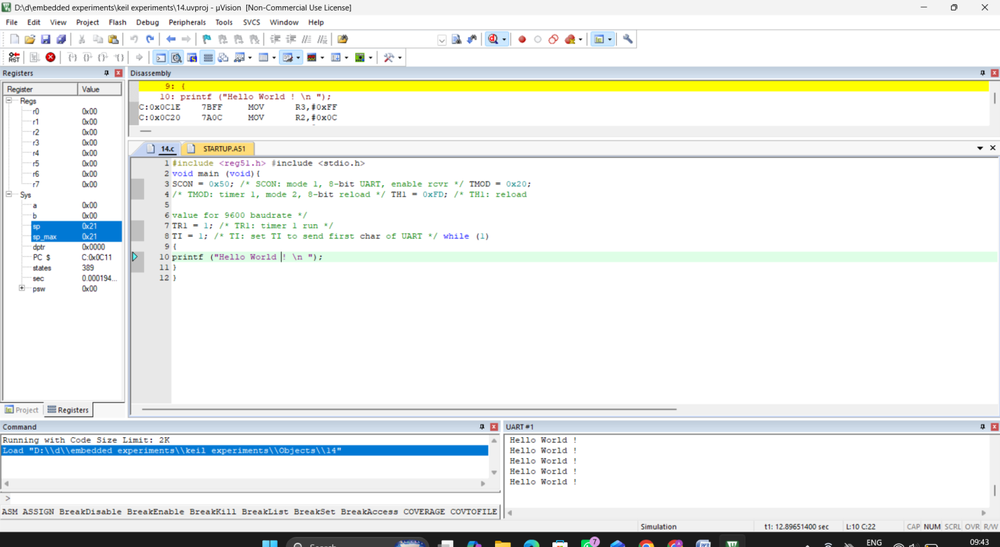 D:\d\embedded experiments\keil experiments\14.uvproj - µVision [Non-Commercial Use License]
File Edit View Project Flash Debug Peripherals Tools SVCS Window Help
RST
Registers
Register Value
Regs
r0 0x00
r1 0x00
r2 0x00
r3 0x00
r4 0x00
r5 0x00
r6 0x00
r7 0x00
Sys
a 0x00
b 0x00
sp 0x21
sp_max 0x21
dptr 0x0000
PC $ C:0x0C11
states 389
sec 0.000194...
psw 0x00
Project Registers
Disassembly
9: {
10: printf ("Hello World ! \n ");
C:0x0C1E 7BFF MOV R3,#0xFF
C:0x0C20 7A0C MOV R2,#0x0C
14.c STARTUP.A51
1 #include <reg51.h> #include <stdio.h>
2 void main (void){
3 SCON = 0x50; /* SCON: mode 1, 8-bit UART, enable rcvr */ TMOD = 0x20;
4 /* TMOD: timer 1, mode 2, 8-bit reload */ TH1 = 0xFD; /* TH1: reload
5
6 value for 9600 baudrate */
7 TR1 = 1; /* TR1: timer 1 run */
8 TI = 1; /* TI: set TI to send first char of UART */ while (1)
9 {
10 printf ("Hello World ! \n ");
11 }
12 }
Command
Running with Code Size Limit: 2K
Load "D:\\d\\embedded experiments\\keil experiments\\Objects\\14"
>
ASM ASSIGN BreakDisable BreakEnable BreakKill BreakList BreakSet BreakAccess COVERAGE COVTOFILE
UART #1
Hello World !
Hello World !
Hello World !
Hello World !
Hello World !
Simulation t1: 12.89651400 sec L:10 C:22 CAP NUM SCRL OVR R/W
Search
7
ENG
09:43